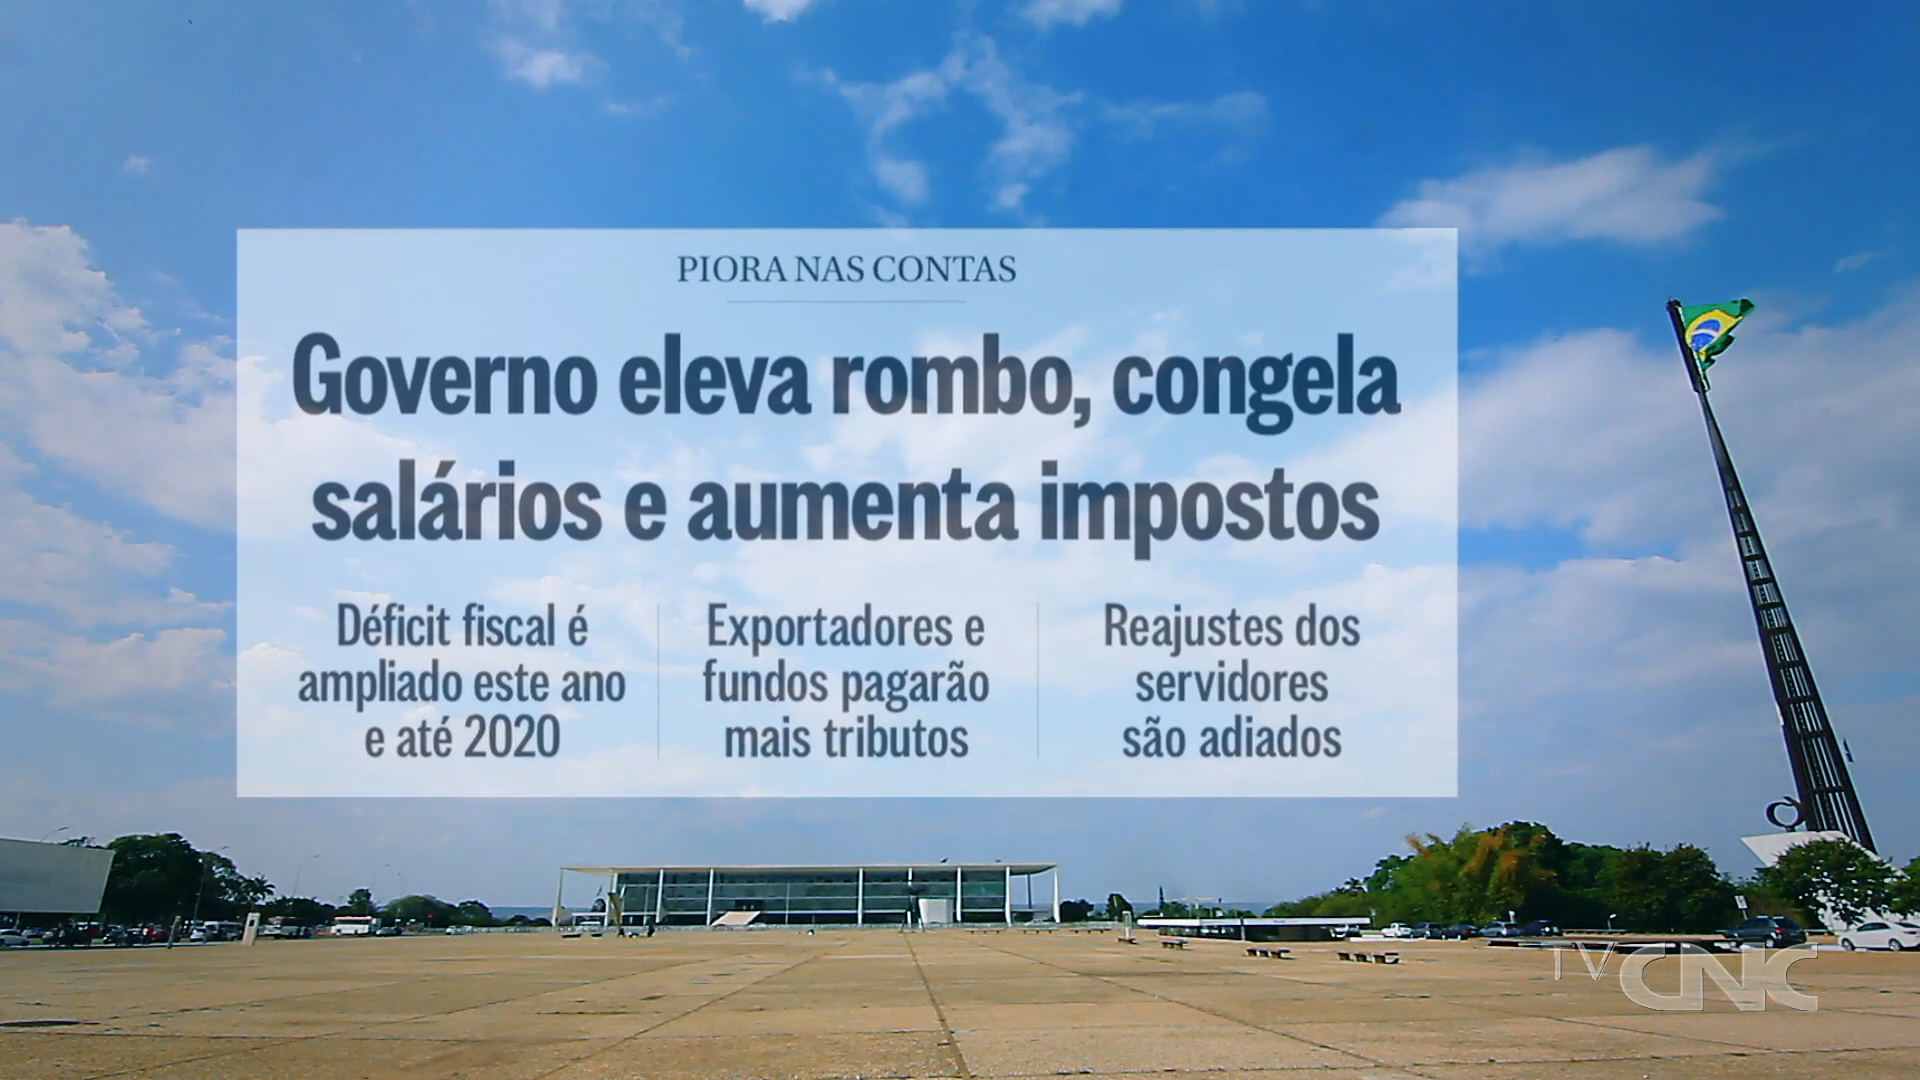 PIORA NAS CONTAS
Governo eleva rombo, congela
salários e aumenta impostos
Déficit fiscal é
ampliado este ano
e até 2020
Exportadores e
fundos pagarão
mais tributos
Reajustes dos
servidores
são adiados
TV CNC